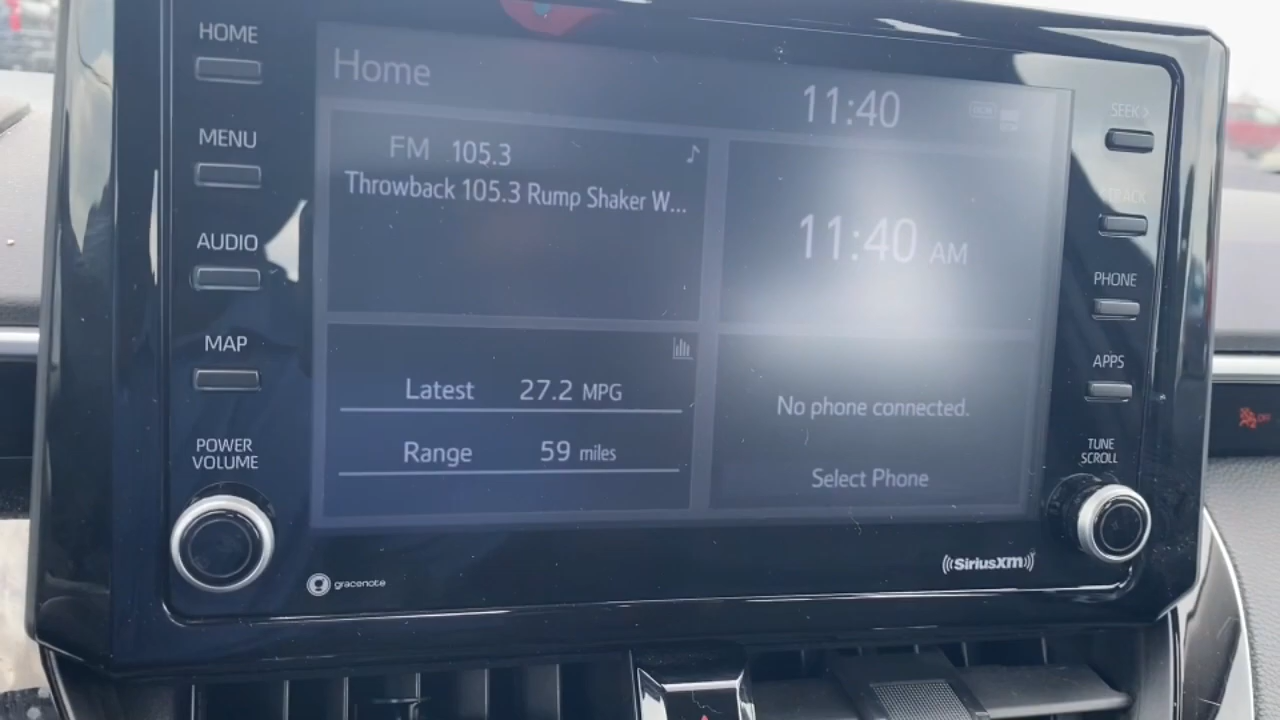 HOME
MENU
AUDIO
MAP
POWER
VOLUME
Home
11:40
FM 105.3
Throwback 105.3 Rump Shaker W...
11:40 AM
Latest 27.2 MPG
Range 59 miles
No phone connected.
Select Phone
SEEK >
TRACK
PHONE
APPS
TUNE
SCROLL
gracenote
((SiriusXM))